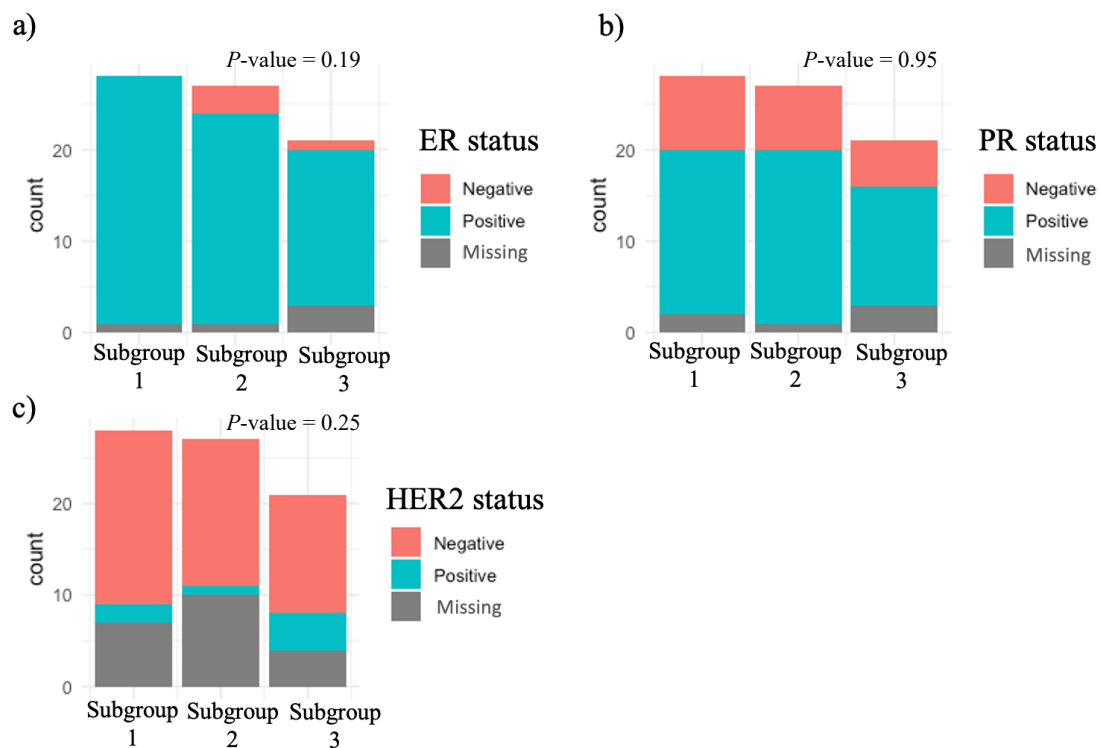 a)
P-value = 0.19
20
10
0
count
Subgroup 1
Subgroup 2
Subgroup 3
ER status
Negative
Positive
Missing
b)
P-value = 0.95
20
10
0
count
Subgroup 1
Subgroup 2
Subgroup 3
PR status
Negative
Positive
Missing
c)
P-value = 0.25
20
10
0
count
Subgroup 1
Subgroup 2
Subgroup 3
HER2 status
Negative
Positive
Missing